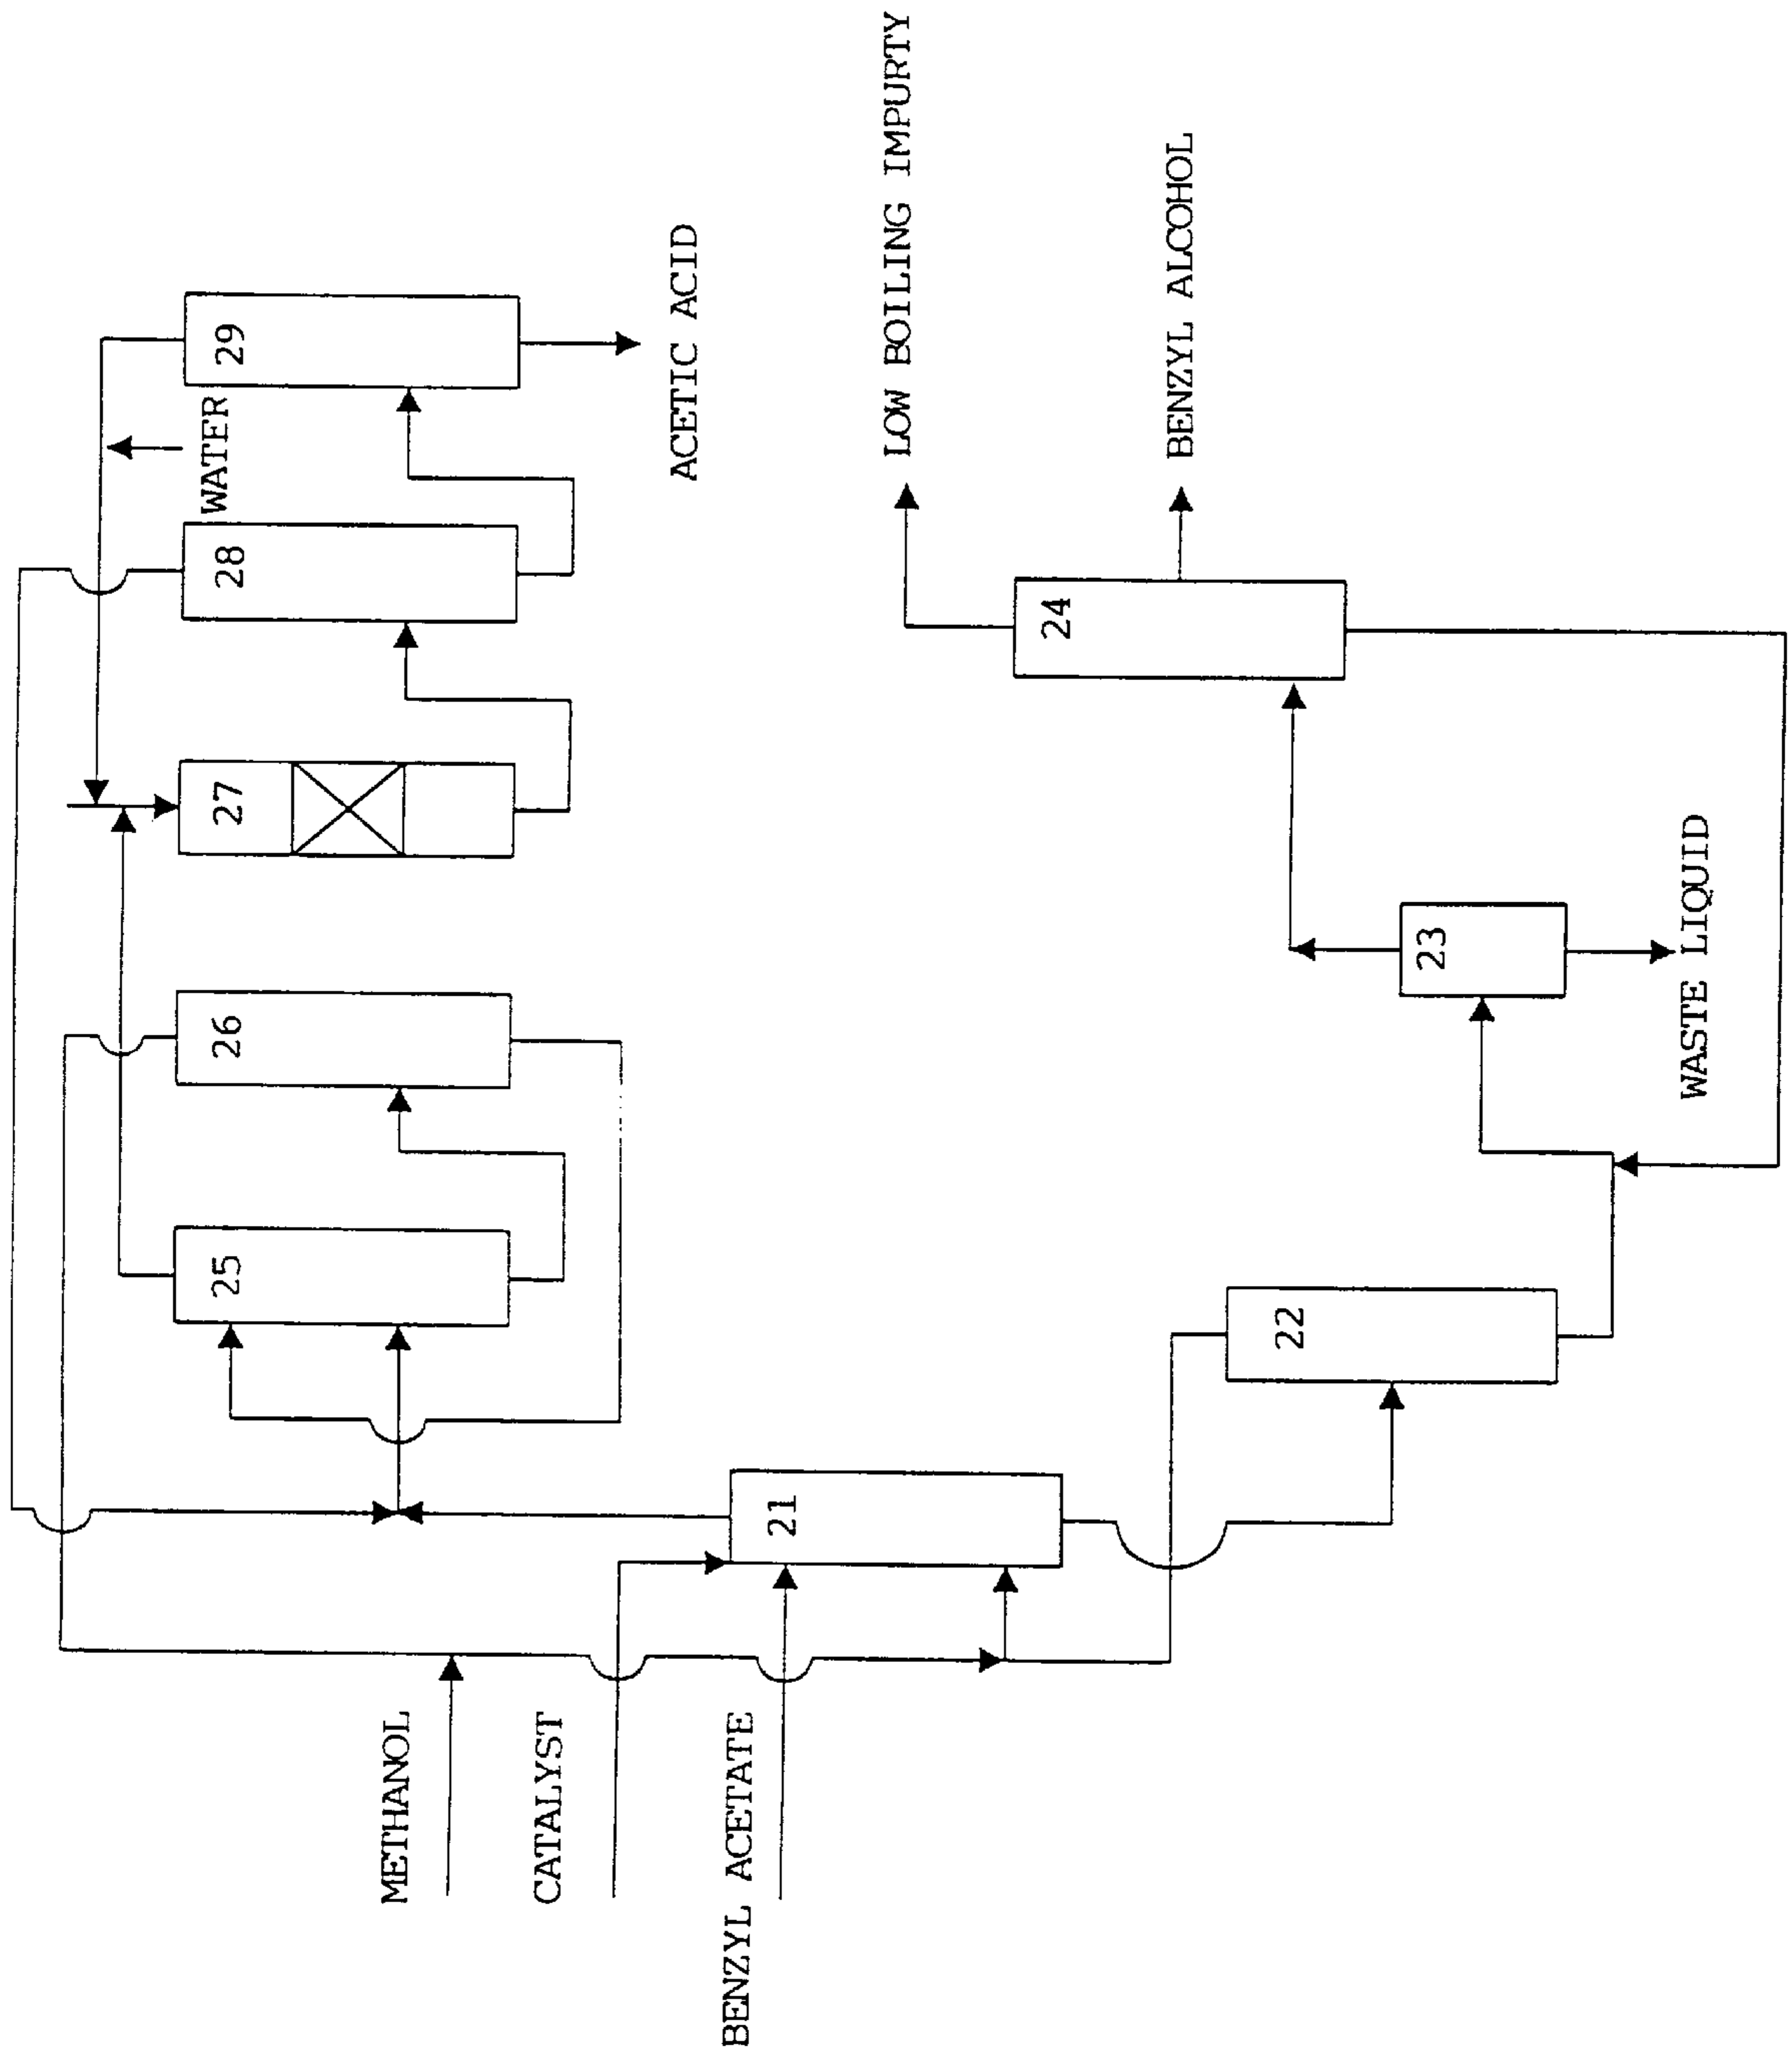 METHANOL
CATALYST
BENZYL ACETATE
21
22
23
24
25
26
27
28
29
WATER
ACETIC ACID
LOW BOILING IMPURTY
BENZYL ALCOHOL
WASTE LIQUID